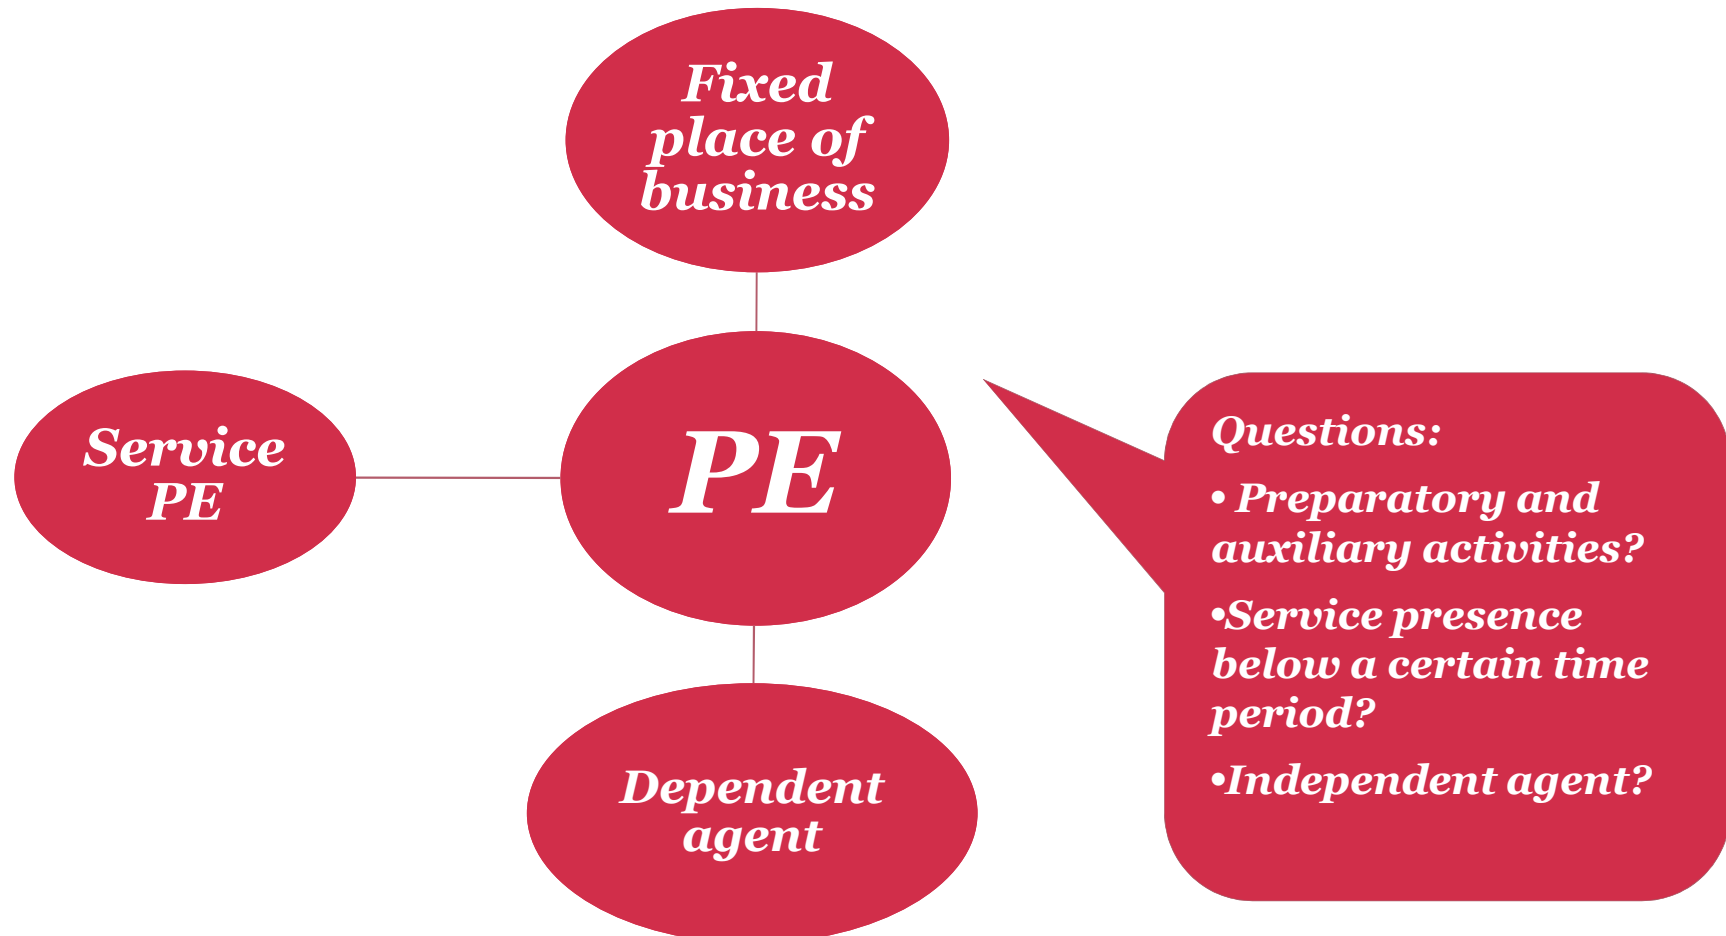 Fixed
place of
business
Service
PE
PE
Dependent
agent
Questions:
• Preparatory and
auxiliary activities?
•Service presence
below a certain time
period?
•Independent agent?